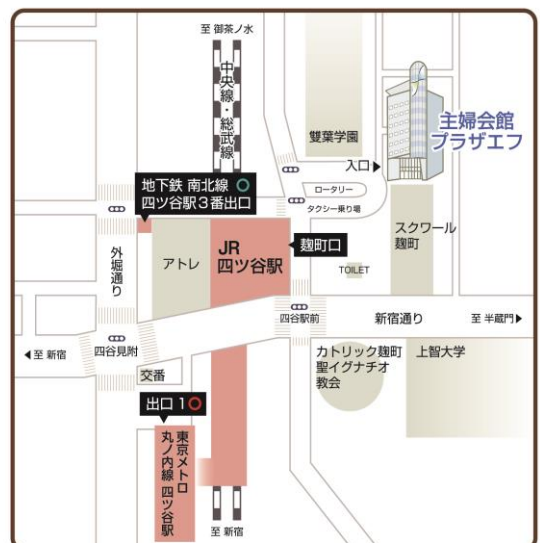 至 御茶ノ水
中央線・総武線
雙葉学園
主婦会館
プラザエフ
入口▶
地下鉄 南北線
四ツ谷駅3番出口
ロータリー
タクシー乗り場
外堀通り
アトレ
JR
四ツ谷駅
麹町口
スクワール
麹町
TOILET
四谷駅前
新宿通り
至 半蔵門▶
◀至 新宿
四谷見附
交番
カトリック麹町
聖イグナチオ
教会
上智大学
出口 1
東京メトロ
丸ノ内線 四ツ谷駅
至 新宿